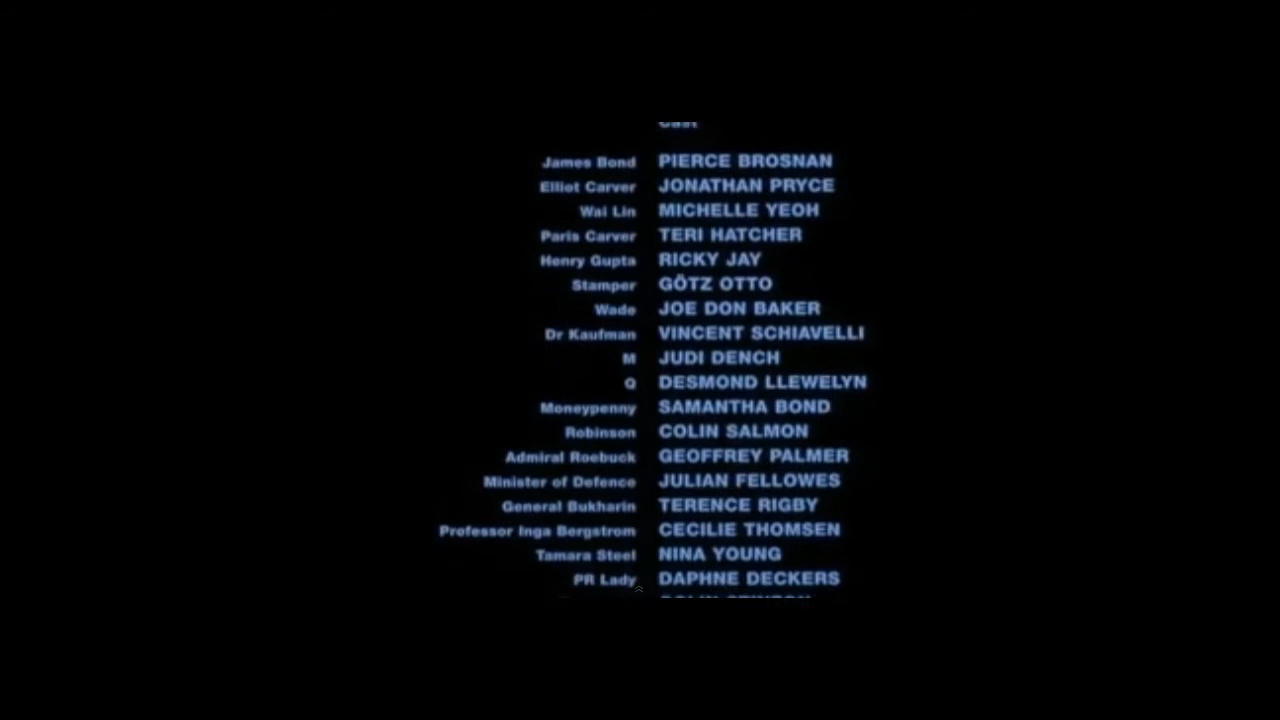 Cast
James Bond PIERCE BROSNAN
Elliot Carver JONATHAN PRYCE
Wai Lin MICHELLE YEOH
Paris Carver TERI HATCHER
Henry Gupta RICKY JAY
Stamper GÖTZ OTTO
Wade JOE DON BAKER
Dr Kaufman VINCENT SCHIAVELLI
M JUDI DENCH
Q DESMOND LLEWELYN
Moneypenny SAMANTHA BOND
Robinson COLIN SALMON
Admiral Roebuck GEOFFREY PALMER
Minister of Defence JULIAN FELLOWES
General Bukharin TERENCE RIGBY
Professor Inga Bergstrom CECILIE THOMSEN
Tamara Steel NINA YOUNG
PR Lady DAPHNE DECKERS